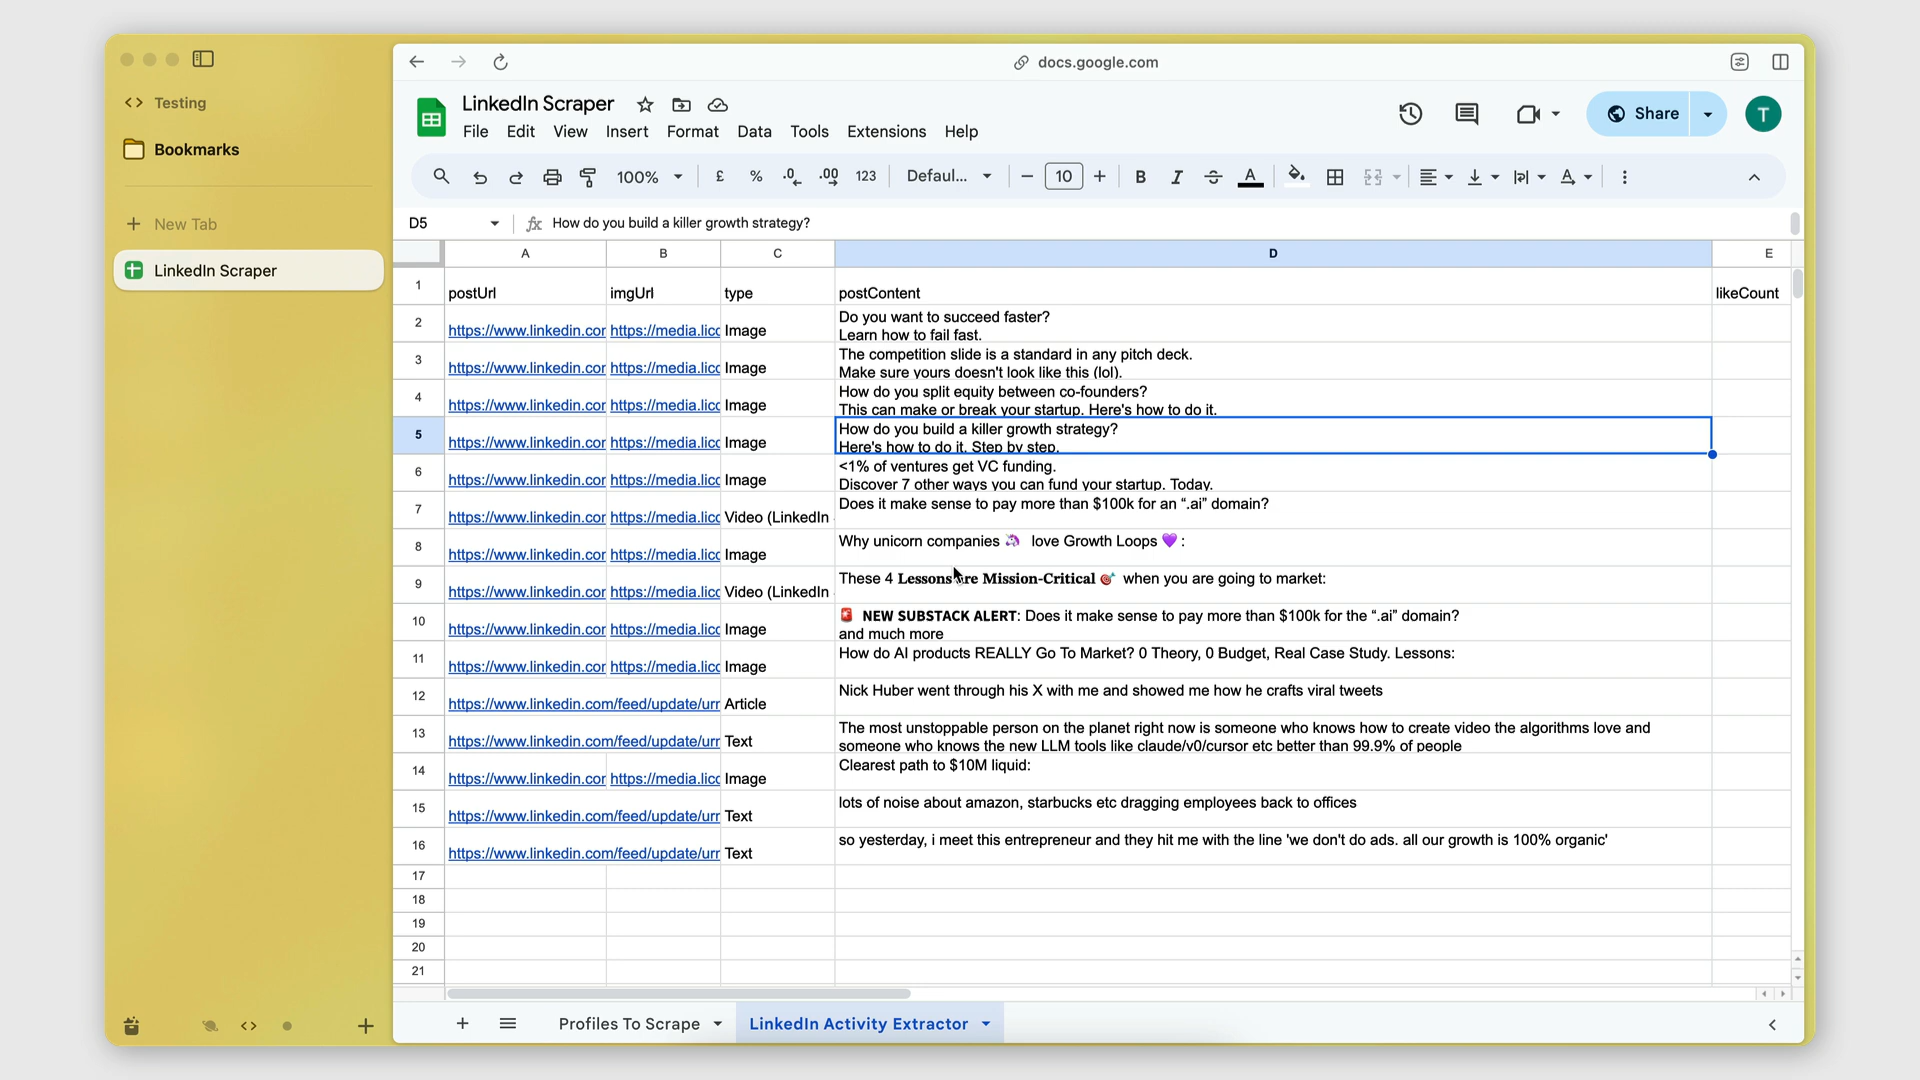 docs.google.com
Testing
LinkedIn Scraper
Share
T
File Edit View Insert Format Data Tools Extensions Help
Bookmarks
100% £ % .0 .00 123 Defaul... 10 B I A
New Tab
D5 fx How do you build a killer growth strategy?
LinkedIn Scraper
A B C D E
1 postUrl imgUrl type postContent likeCount
2 https://www.linkedin.cor https://media.licc Image Do you want to succeed faster?
Learn how to fail fast.
3 https://www.linkedin.cor https://media.licc Image The competition slide is a standard in any pitch deck.
Make sure yours doesn't look like this (lol).
4 https://www.linkedin.cor https://media.licc Image How do you split equity between co-founders?
This can make or break your startup. Here's how to do it.
5 https://www.linkedin.cor https://media.licc Image How do you build a killer growth strategy?
Here's how to do it. Step by step.
6 https://www.linkedin.cor https://media.licc Image <1% of ventures get VC funding.
Discover 7 other ways you can fund your startup. Today.
7 https://www.linkedin.cor https://media.licc Video (LinkedIn Does it make sense to pay more than $100k for an “.ai” domain?
8 https://www.linkedin.cor https://media.licc Image Why unicorn companies 🦄 love Growth Loops 💜 :
9 https://www.linkedin.cor https://media.licc Video (LinkedIn These 4 Lessons Are Mission-Critical 🎯 when you are going to market:
10 https://www.linkedin.cor https://media.licc Image 🚨 NEW SUBSTACK ALERT: Does it make sense to pay more than $100k for the “.ai” domain?
and much more
11 https://www.linkedin.cor https://media.licc Image How do AI products REALLY Go To Market? 0 Theory, 0 Budget, Real Case Study. Lessons:
12 https://www.linkedin.com/feed/update/urr Article Nick Huber went through his X with me and showed me how he crafts viral tweets
13 https://www.linkedin.com/feed/update/urr Text The most unstoppable person on the planet right now is someone who knows how to create video the algorithms love and
someone who knows the new LLM tools like claude/v0/cursor etc better than 99.9% of people
14 https://www.linkedin.cor https://media.licc Image Clearest path to $10M liquid:
15 https://www.linkedin.com/feed/update/urr Text lots of noise about amazon, starbucks etc dragging employees back to offices
16 https://www.linkedin.com/feed/update/urr Text so yesterday, i meet this entrepreneur and they hit me with the line 'we don't do ads. all our growth is 100% organic'
17
18
19
20
21
Profiles To Scrape LinkedIn Activity Extractor